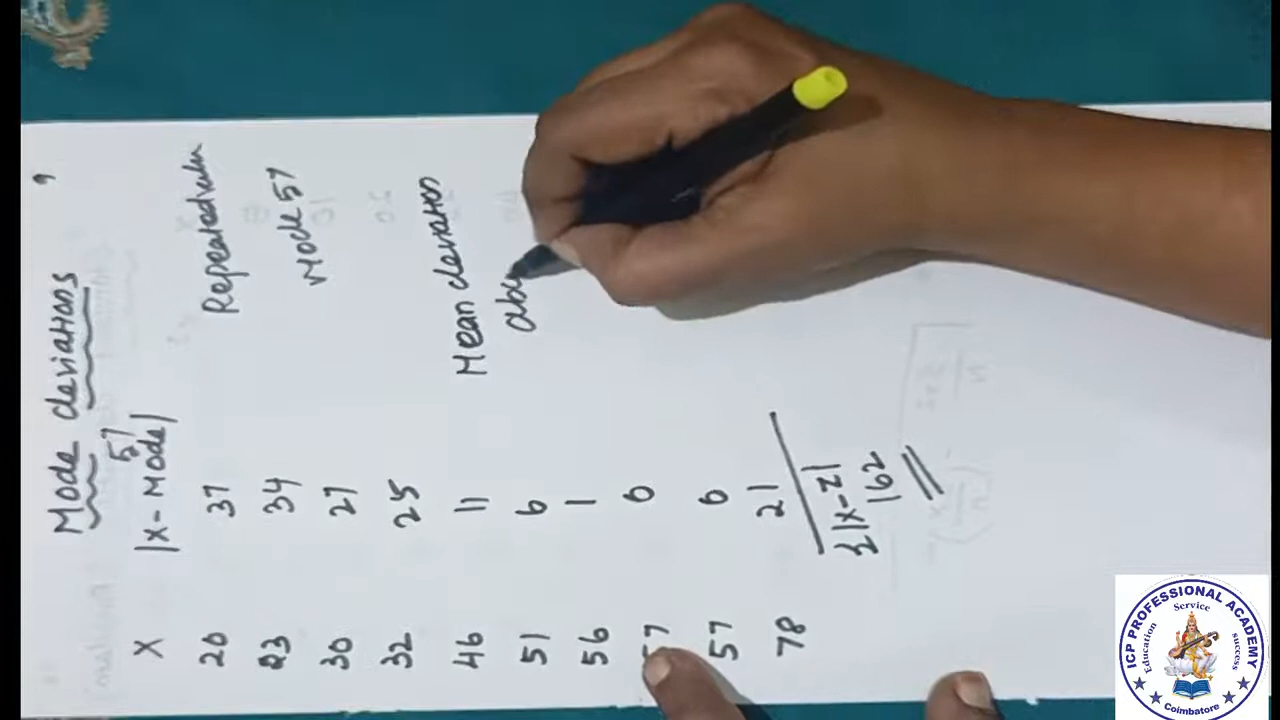 9
Mode deviations
57
X |X - Mode|
20 37 Repeated value
23 34
30 27 Mode 57
32 25
46 11 Mean deviation
51 6 abo
56 1
57 0
57 0
78 21
Σ|X-Z|
162
ICP PROFESSIONAL ACADEMY
Service
Education
success
Coimbatore